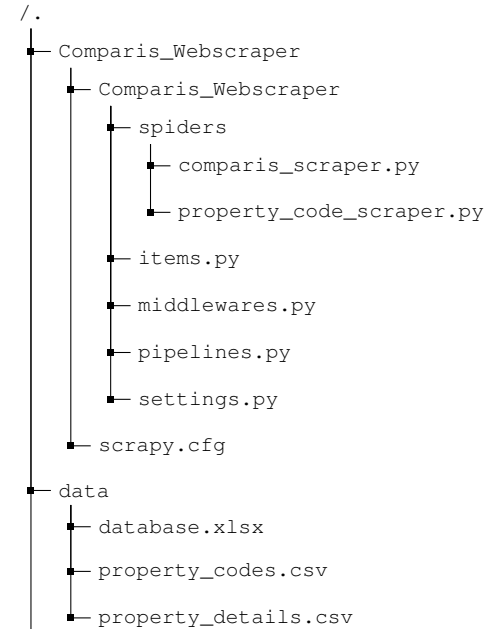 /.
Comparis_Webscraper
Comparis_Webscraper
spiders
comparis_scraper.py
property_code_scraper.py
items.py
middlewares.py
pipelines.py
settings.py
scrapy.cfg
data
database.xlsx
property_codes.csv
property_details.csv